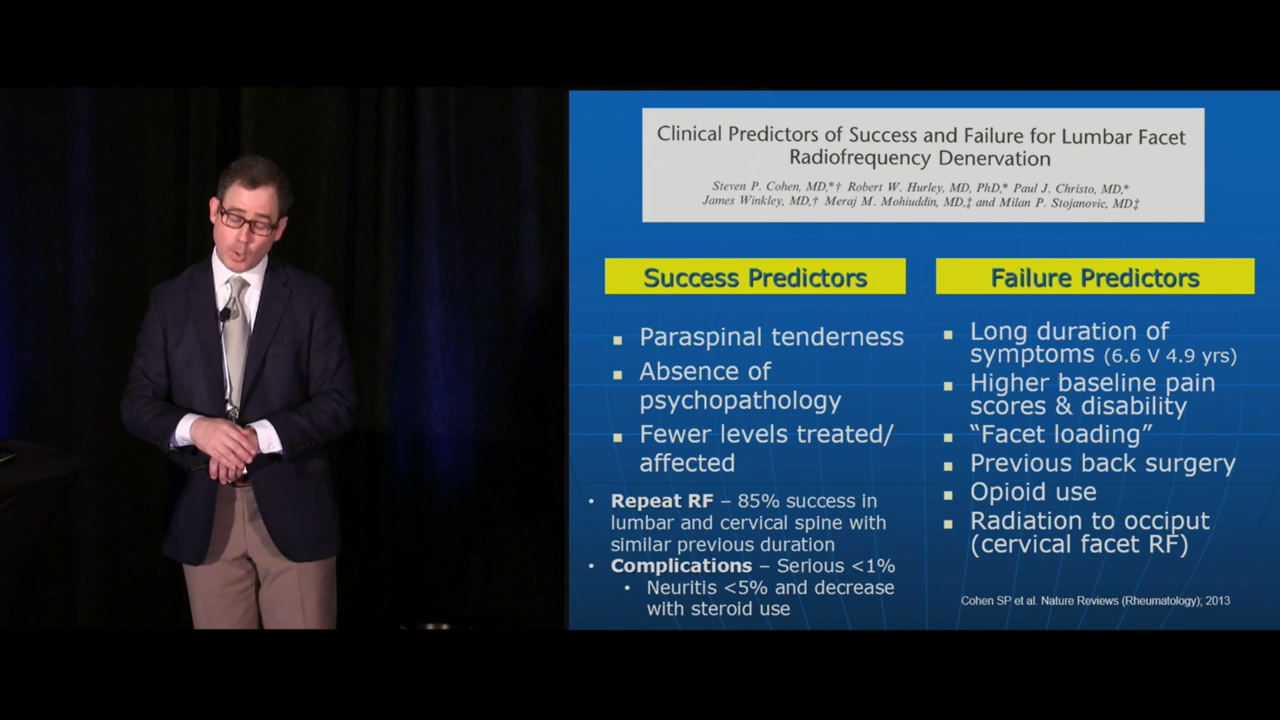 Clinical Predictors of Success and Failure for Lumbar Facet
Radiofrequency Denervation
Steven P. Cohen, MD,*† Robert W. Hurley, MD, PhD,* Paul J. Christo, MD,*
James Winkley, MD,† Meraj M. Mohiuddin, MD,‡ and Milan P. Stojanovic, MD‡
Success Predictors
▪ Paraspinal tenderness
▪ Absence of
psychopathology
▪ Fewer levels treated/
affected
• Repeat RF – 85% success in
lumbar and cervical spine with
similar previous duration
• Complications – Serious <1%
• Neuritis <5% and decrease
with steroid use
Failure Predictors
▪ Long duration of
symptoms (6.6 V 4.9 yrs)
▪ Higher baseline pain
scores & disability
▪ “Facet loading”
▪ Previous back surgery
▪ Opioid use
▪ Radiation to occiput
(cervical facet RF)
Cohen SP et al. Nature Reviews (Rheumatology); 2013